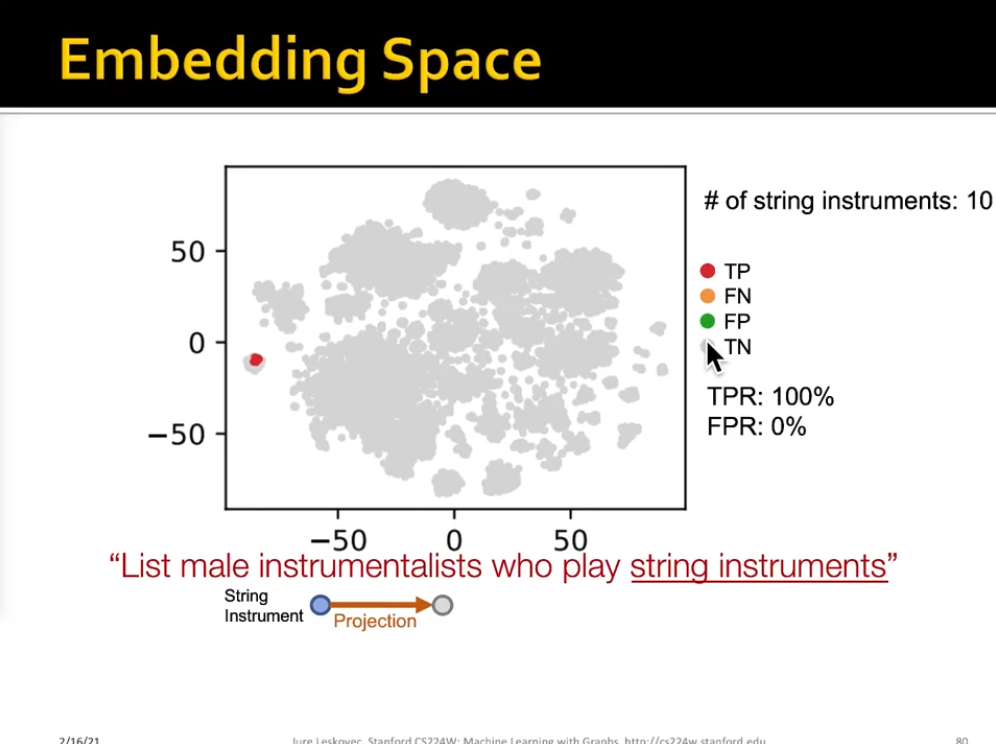 Embedding Space
# of string instruments: 10
50
0
−50
−50
0
50
TP
FN
FP
TN
TPR: 100%
FPR: 0%
“List male instrumentalists who play string instruments”
String
Instrument
Projection
2/16/21
Jure Leskovec, Stanford CS224W: Machine Learning with Graphs, http://cs224w.stanford.edu
80